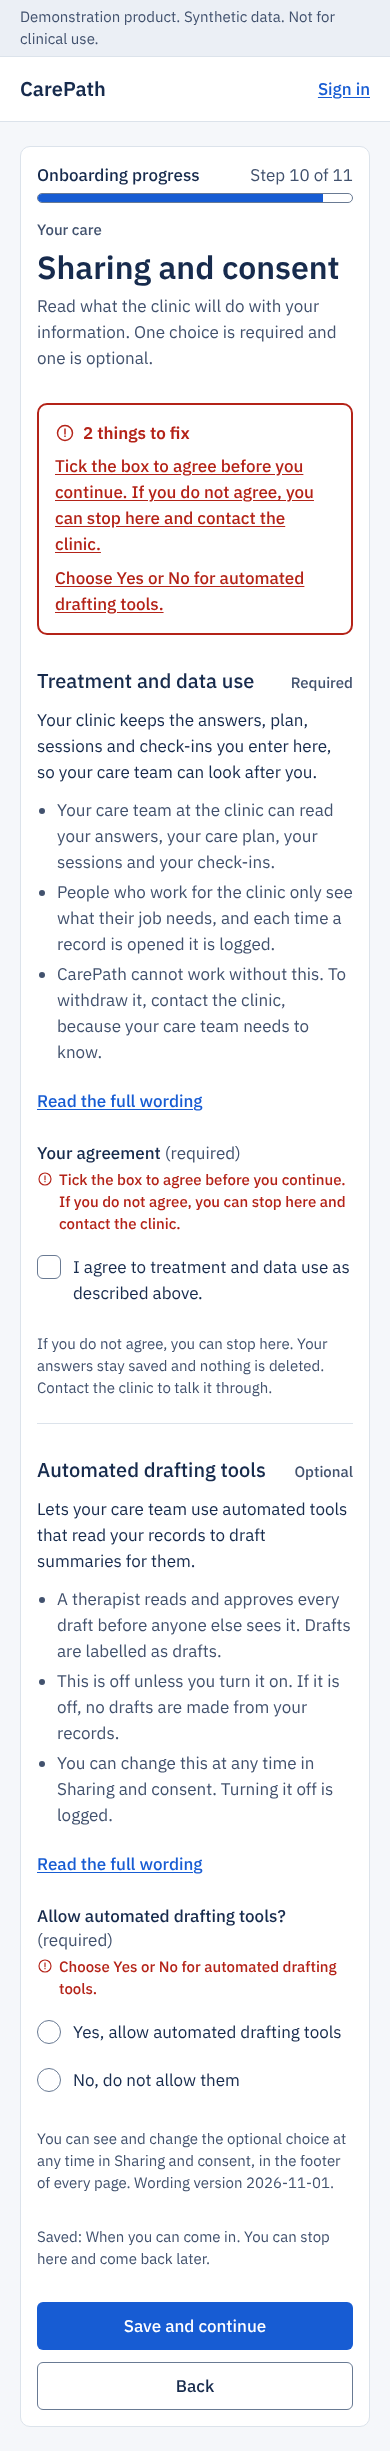 Demonstration product. Synthetic data. Not for
clinical use.
CarePath
Sign in
Onboarding progress
Step 10 of 11
Your care
Sharing and consent
Read what the clinic will do with your
information. One choice is required and
one is optional.
2 things to fix
Tick the box to agree before you
continue. If you do not agree, you
can stop here and contact the
clinic.
Choose Yes or No for automated
drafting tools.
Treatment and data use
Required
Your clinic keeps the answers, plan,
sessions and check-ins you enter here,
so your care team can look after you.
• Your care team at the clinic can read
your answers, your care plan, your
sessions and your check-ins.
• People who work for the clinic only see
what their job needs, and each time a
record is opened it is logged.
• CarePath cannot work without this. To
withdraw it, contact the clinic,
because your care team needs to
know.
Read the full wording
Your agreement (required)
Tick the box to agree before you continue.
If you do not agree, you can stop here and
contact the clinic.
I agree to treatment and data use as
described above.
If you do not agree, you can stop here. Your
answers stay saved and nothing is deleted.
Contact the clinic to talk it through.
Automated drafting tools
Optional
Lets your care team use automated tools
that read your records to draft
summaries for them.
• A therapist reads and approves every
draft before anyone else sees it. Drafts
are labelled as drafts.
• This is off unless you turn it on. If it is
off, no drafts are made from your
records.
• You can change this at any time in
Sharing and consent. Turning it off is
logged.
Read the full wording
Allow automated drafting tools?
(required)
Choose Yes or No for automated drafting
tools.
Yes, allow automated drafting tools
No, do not allow them
You can see and change the optional choice at
any time in Sharing and consent, in the footer
of every page. Wording version 2026-11-01.
Saved: When you can come in. You can stop
here and come back later.
Save and continue
Back